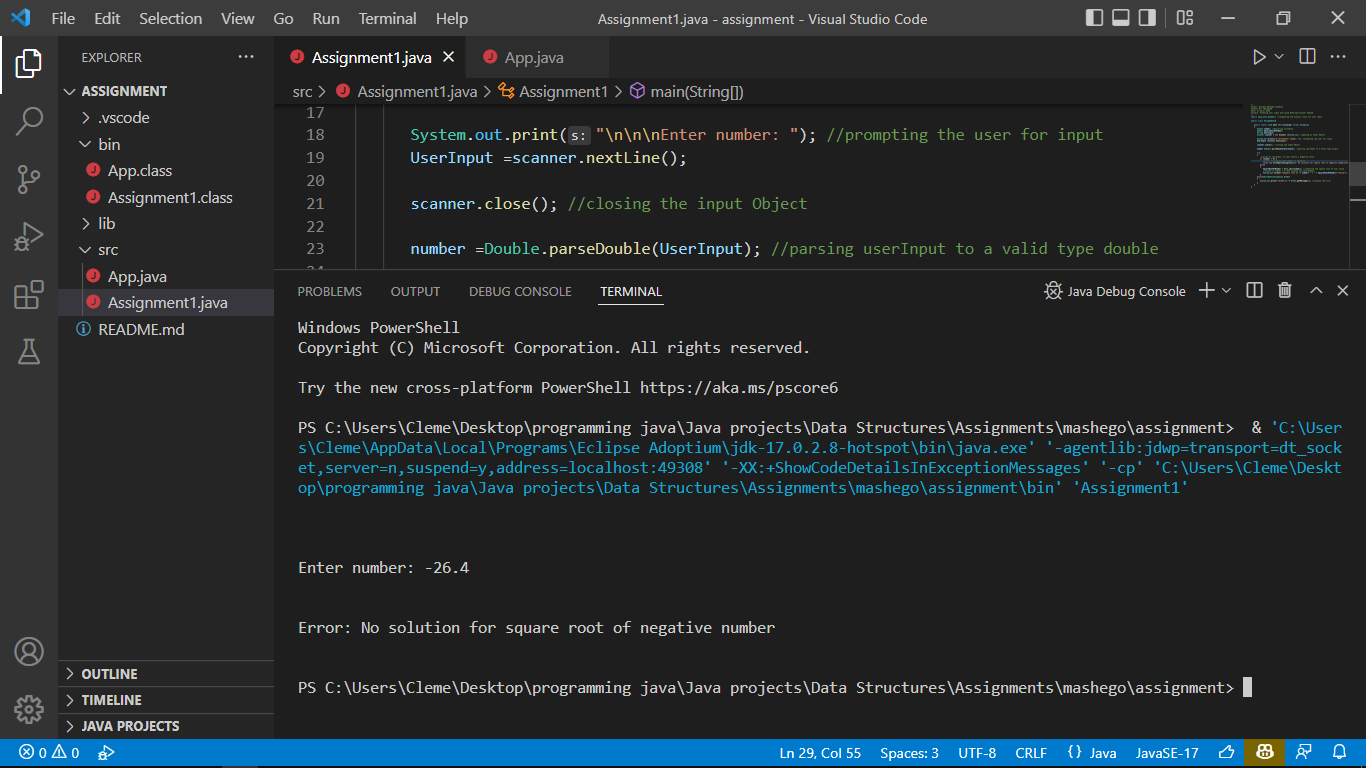 File Edit Selection View Go Run Terminal Help Assignment1.java - assignment - Visual Studio Code
EXPLORER
ASSIGNMENT
.vscode
bin
App.class
Assignment1.class
lib
src
App.java
Assignment1.java
README.md
OUTLINE
TIMELINE
JAVA PROJECTS
Assignment1.java App.java
src > Assignment1.java > Assignment1 > main(String[])
17
18 System.out.print(s: "\n\n\nEnter number: "); //prompting the user for input
19 UserInput =scanner.nextLine();
20
21 scanner.close(); //closing the input Object
22
23 number =Double.parseDouble(UserInput); //parsing userInput to a valid type double
24
PROBLEMS OUTPUT DEBUG CONSOLE TERMINAL Java Debug Console
Windows PowerShell
Copyright (C) Microsoft Corporation. All rights reserved.
Try the new cross-platform PowerShell https://aka.ms/pscore6
PS C:\Users\Cleme\Desktop\programming java\Java projects\Data Structures\Assignments\mashego\assignment>  & 'C:\User
s\Cleme\AppData\Local\Programs\Eclipse Adoptium\jdk-17.0.2.8-hotspot\bin\java.exe' '-agentlib:jdwp=transport=dt_sock
et,server=n,suspend=y,address=localhost:49308' '-XX:+ShowCodeDetailsInExceptionMessages' '-cp' 'C:\Users\Cleme\Deskt
op\programming java\Java projects\Data Structures\Assignments\mashego\assignment\bin' 'Assignment1'
Enter number: -26.4
Error: No solution for square root of negative number
PS C:\Users\Cleme\Desktop\programming java\Java projects\Data Structures\Assignments\mashego\assignment>
0 0 Ln 29, Col 55 Spaces: 3 UTF-8 CRLF {} Java JavaSE-17